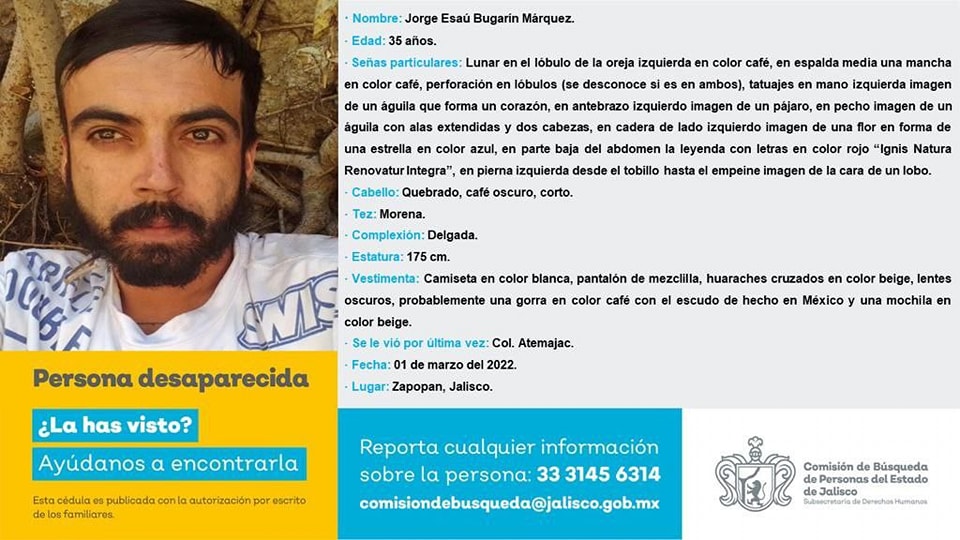 · Nombre: Jorge Esaú Bugarín Márquez.
· Edad: 35 años.
· Señas particulares: Lunar en el lóbulo de la oreja izquierda en color café, en espalda media una mancha
en color café, perforación en lóbulos (se desconoce si es en ambos), tatuajes en mano izquierda imagen
de un águila que forma un corazón, en antebrazo izquierdo imagen de un pájaro, en pecho imagen de un
águila con alas extendidas y dos cabezas, en cadera de lado izquierdo imagen de una flor en forma de
una estrella en color azul, en parte baja del abdomen la leyenda con letras en color rojo “Ignis Natura
Renovatur Integra”, en pierna izquierda desde el tobillo hasta el empeine imagen de la cara de un lobo.
· Cabello: Quebrado, café oscuro, corto.
· Tez: Morena.
· Complexión: Delgada.
· Estatura: 175 cm.
· Vestimenta: Camiseta en color blanca, pantalón de mezclilla, huaraches cruzados en color beige, lentes
oscuros, probablemente una gorra en color café con el escudo de hecho en México y una mochila en
color beige.
· Se le vió por última vez: Col. Atemajac.
· Fecha: 01 de marzo del 2022.
· Lugar: Zapopan, Jalisco.
SWIS
Persona desaparecida
¿La has visto?
Ayúdanos a encontrarla
Esta cédula es publicada con la autorización por escrito
de los familiares.
Reporta cualquier información
sobre la persona: 33 3145 6314
comisiondebusqueda@jalisco.gob.mx
Comisión de Búsqueda
de Personas del Estado
de Jalisco
Subsecretaría de Derechos Humanos